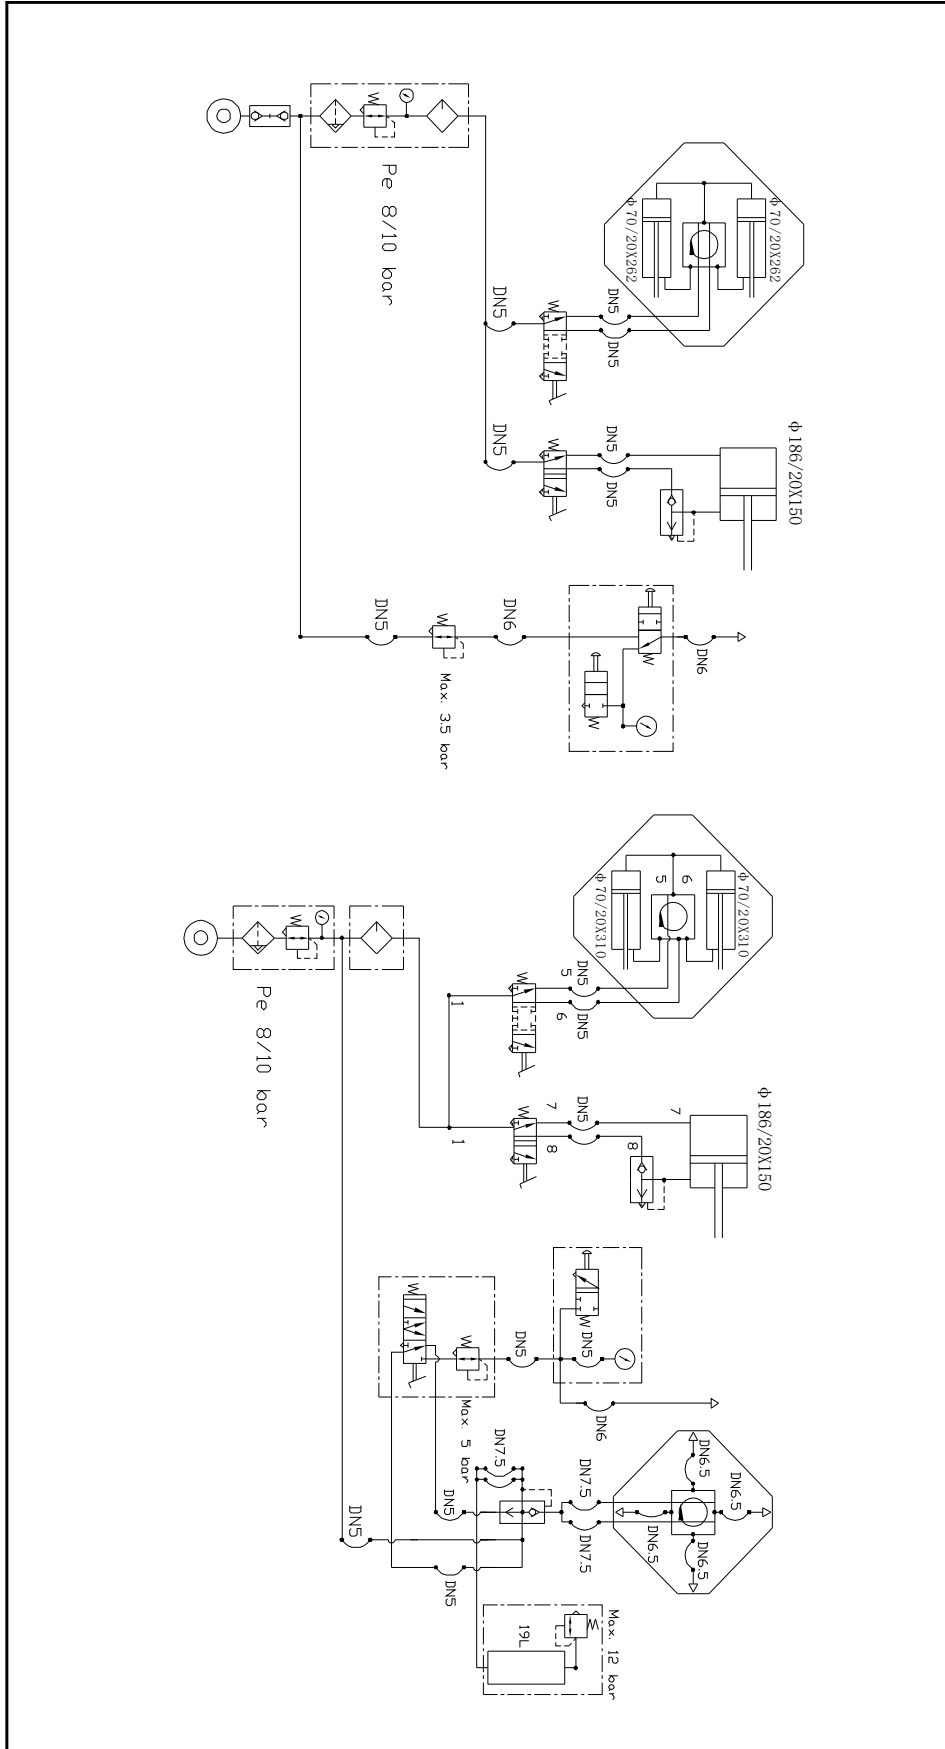 Pe 8/10 bar
φ70/20X262
φ70/20X262
DN5
DN5
DN5
W
W
DN5
DN5
DN5
W
φ186/20X150
DN5
W
Max. 3.5 bar
DN6
W
W
DN6
Pe 8/10 bar
W
φ70/20X310
φ70/20X310
5
6
5
6
DN5
DN5
W
1
1
W
7
8
DN5
7
8
φ186/20X150
W
W
Max. 5 bar
DN5
W
DN5
DN6
DN7.5
DN5
DN5
DN5
DN7.5
DN7.5
DN6.5
DN6.5
DN6.5
DN6.5
19L
W
Max. 12 bar